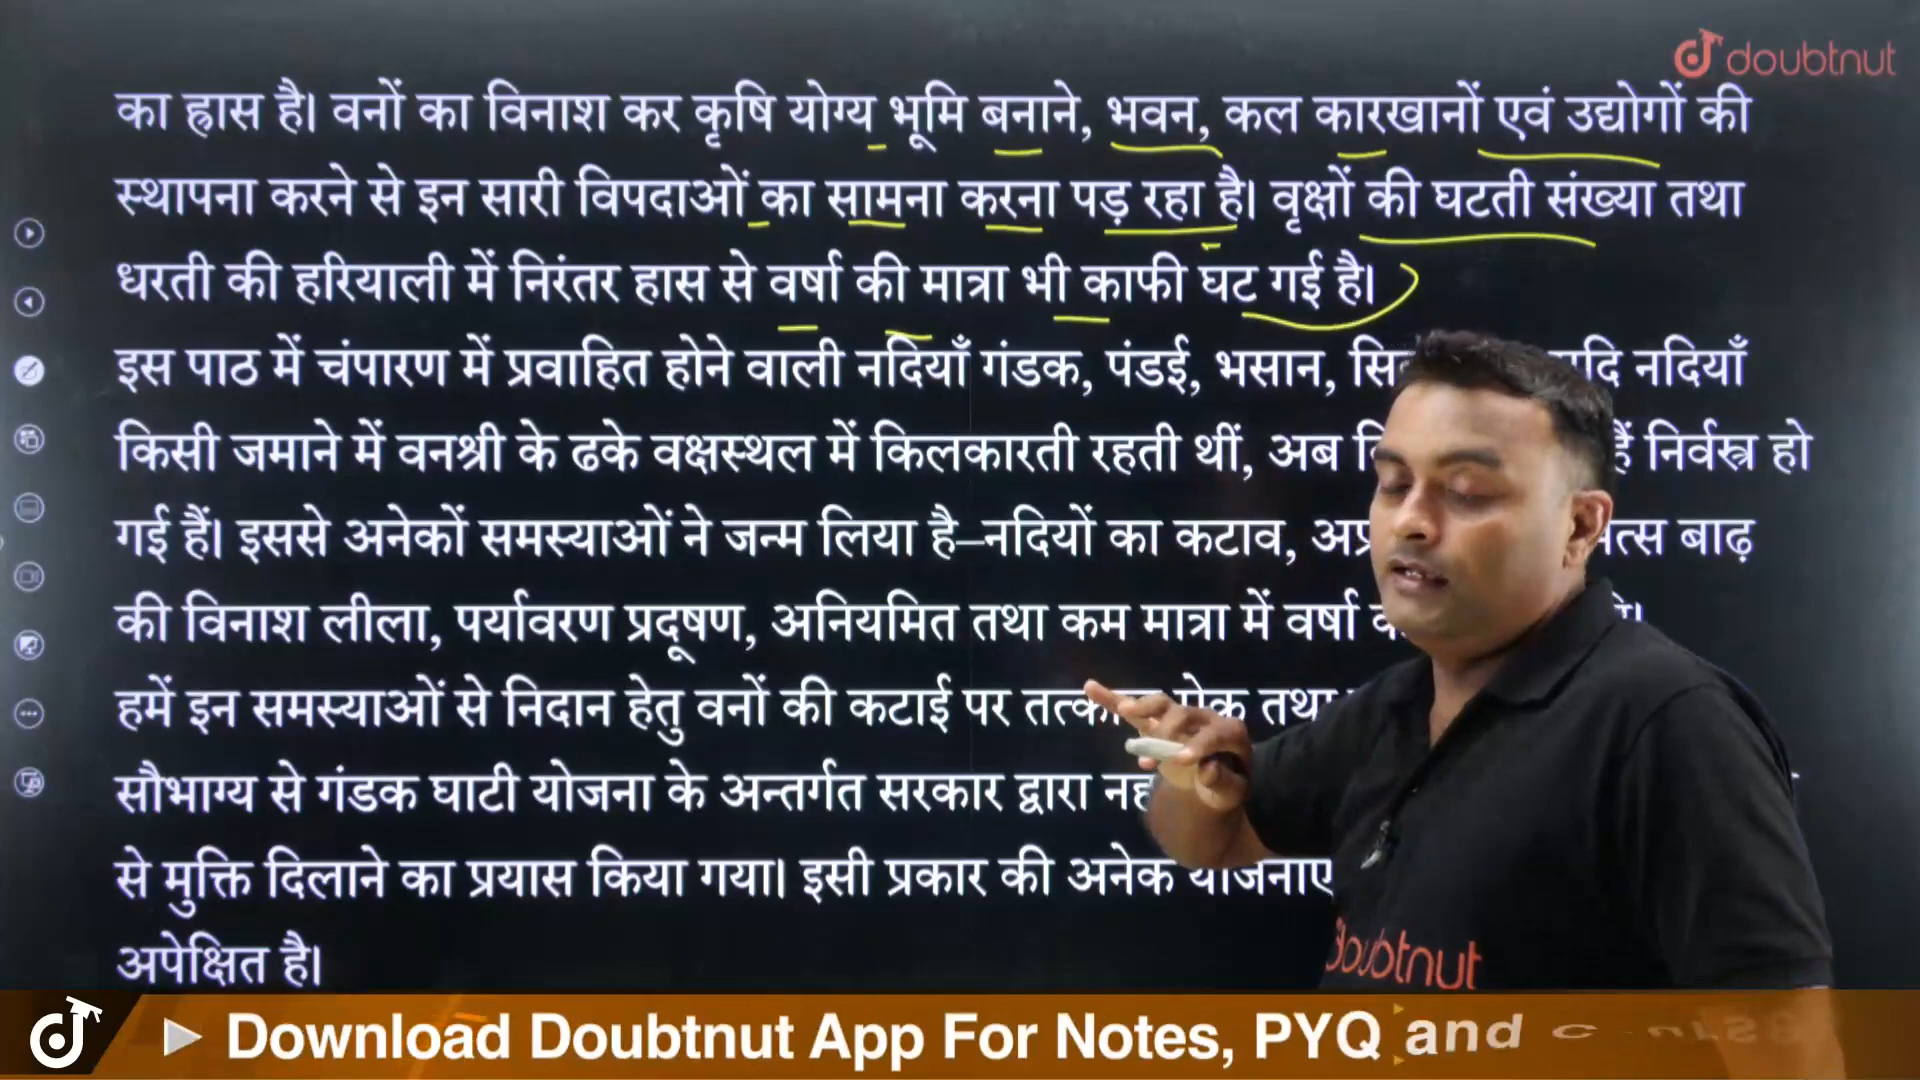 doubtnut
का ह्रास है। वनों का विनाश कर कृषि योग्य भूमि बनाने, भवन, कल कारखानों एवं उद्योगों की
स्थापना करने से इन सारी विपदाओं का सामना करना पड़ रहा है। वृक्षों की घटती संख्या तथा
धरती की हरियाली में निरंतर हास से वर्षा की मात्रा भी काफी घट गई है।
इस पाठ में चंपारण में प्रवाहित होने वाली नदियाँ गंडक, पंडई, भसान, नदियाँ
किसी जमाने में वनश्री के ढके वक्षस्थल में किलकारती रहती थीं, अब हैं निर्वस्त्र हो
गई हैं। इससे अनेकों समस्याओं ने जन्म लिया है–नदियों का कटाव, बाढ़
की विनाश लीला, पर्यावरण प्रदूषण, अनियमित तथा कम मात्रा में वर्षा
हमें इन समस्याओं से निदान हेतु वनों की कटाई पर तथा
सौभाग्य से गंडक घाटी योजना के अन्तर्गत सरकार द्वारा
से मुक्ति दिलाने का प्रयास किया गया। इसी प्रकार की अनेक
अपेक्षित है।
doubtnut
Download Doubtnut App For Notes, PYQ and